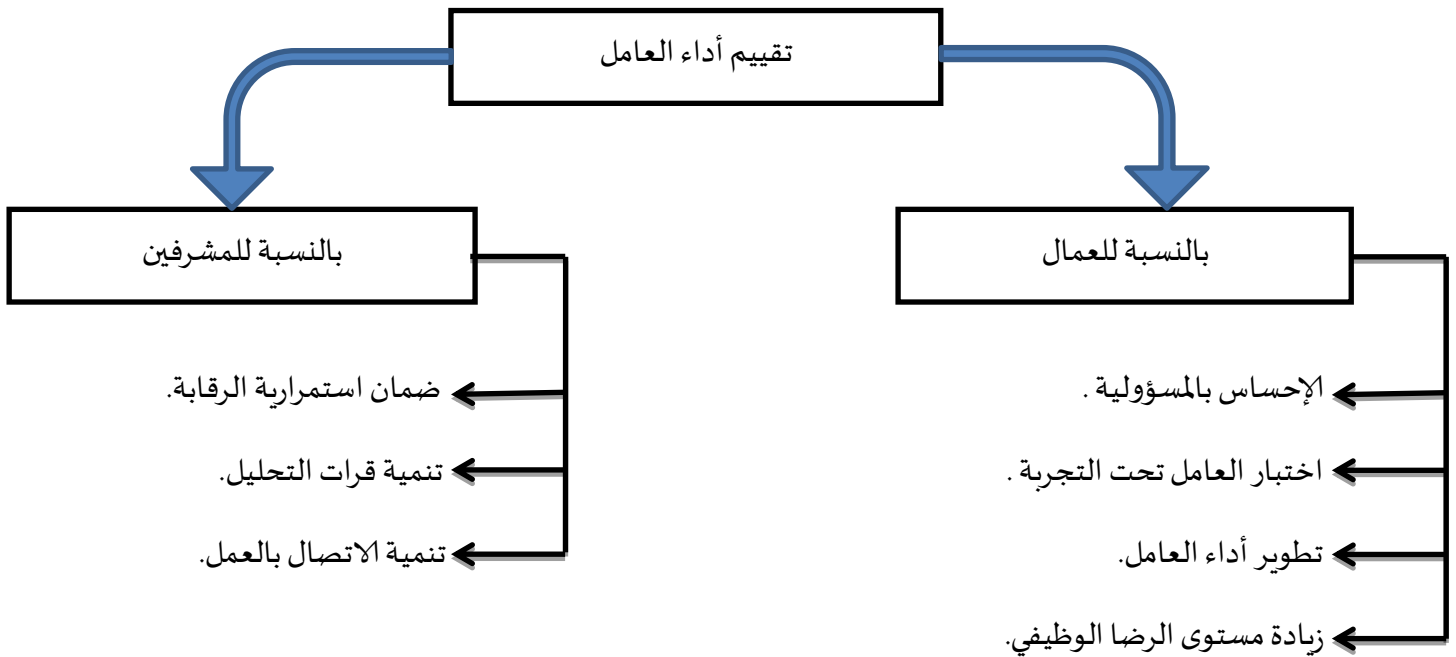 تقييم أداء العامل
بالنسبة للعمال
الإحساس بالمسؤولية .
اختبار العامل تحت التجربة .
تطوير أداء العامل.
زيادة مستوى الرضا الوظيفي.
بالنسبة للمشرفين
ضمان استمرارية الرقابة.
تنمية قرات التحليل.
تنمية الاتصال بالعمل.